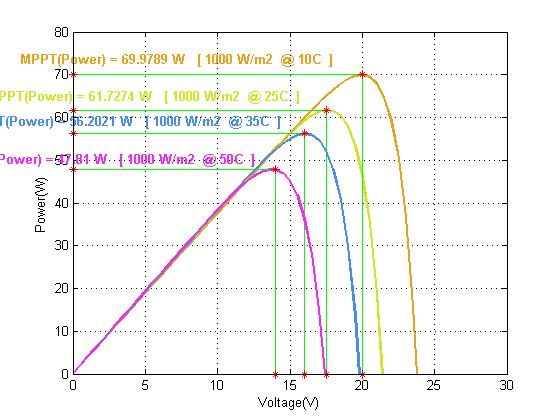 80
70
60
50
40
30
20
10
0
MPPT(Power) = 69.9789 W [ 1000 W/m2 @ 10C ]
PPT(Power) = 61.7274 W [ 1000 W/m2 @ 25C ]
T(Power) = 56.2021 W [ 1000 W/m2 @ 35C ]
Power) = 47.81 W [ 1000 W/m2 @ 50C ]
Power(W)
0 5 10 15 20 25 30
Voltage(V)